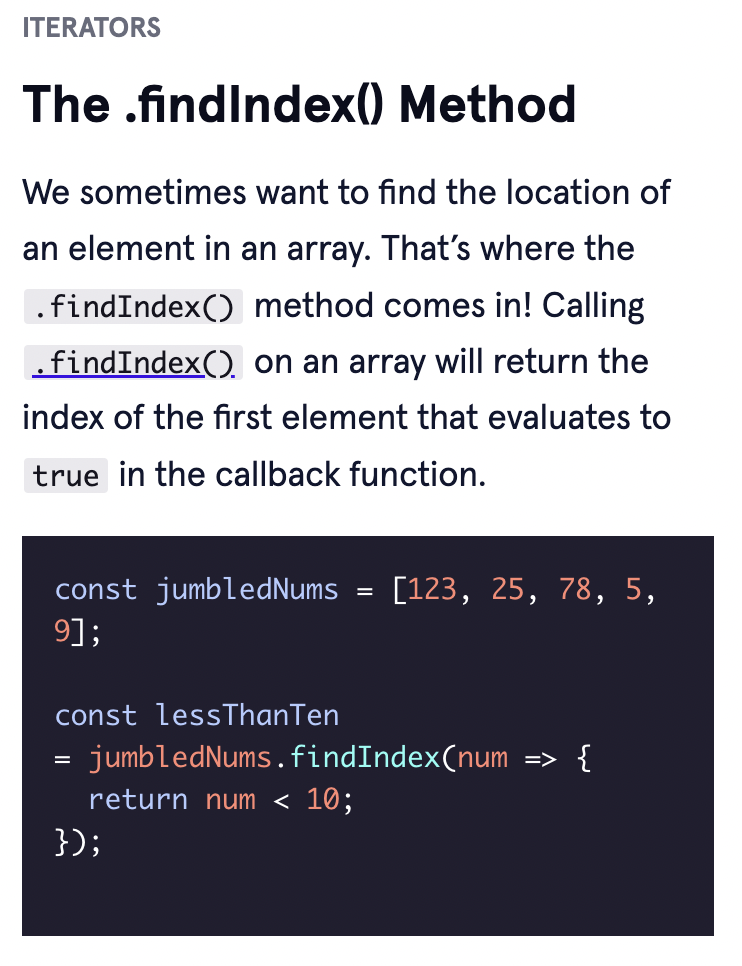 ITERATORS
The .findIndex() Method
We sometimes want to find the location of
an element in an array. That’s where the
.findIndex() method comes in! Calling
.findIndex() on an array will return the
index of the first element that evaluates to
true in the callback function.
const jumbledNums = [123, 25, 78, 5,
9];
const lessThanTen
= jumbledNums.findIndex(num => {
  return num < 10;
});